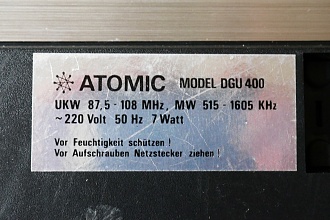 ATOMIC MODEL DGU 400
UKW 87,5 - 108 MHz, MW 515 - 1605 KHz
~ 220 Volt 50 Hz 7 Watt
Vor Feuchtigkeit schützen !
Vor Aufschrauben Netzstecker ziehen !